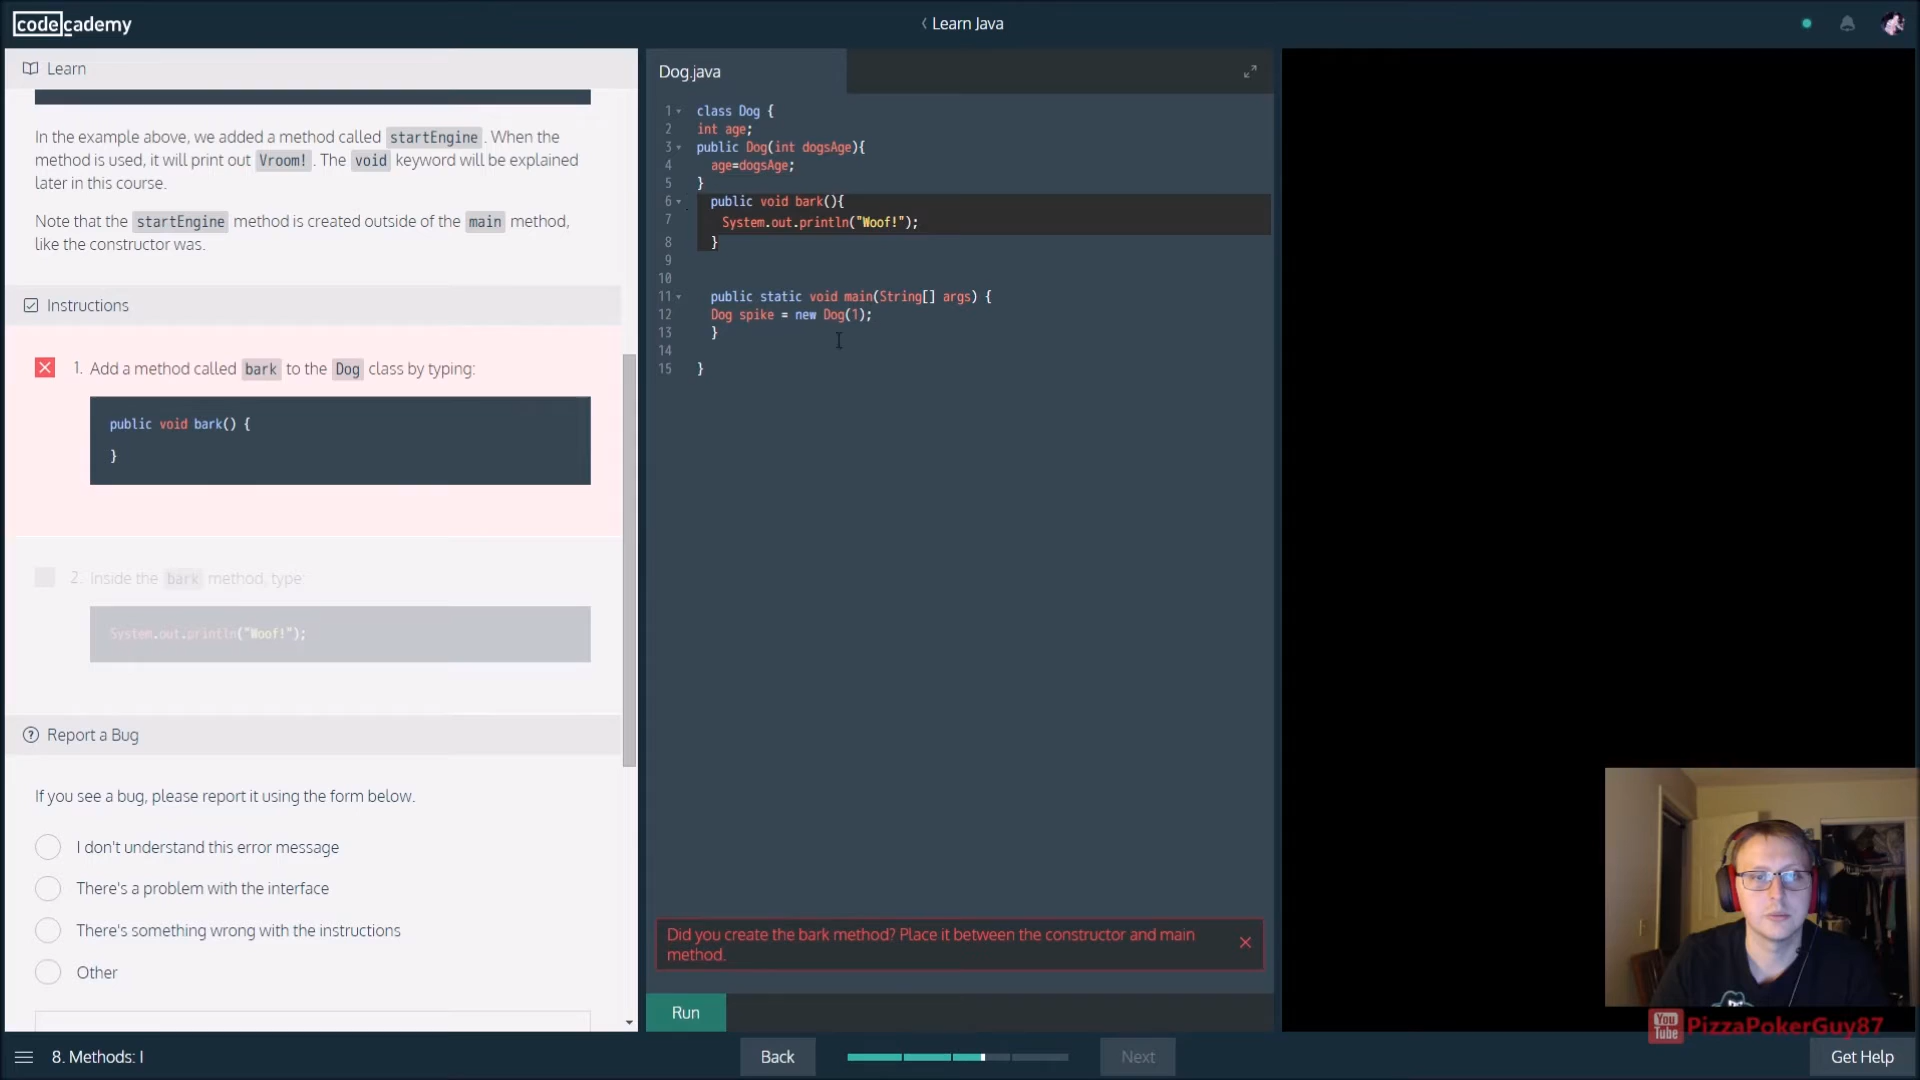 codecademy
Learn Java
Learn
In the example above, we added a method called startEngine. When the
method is used, it will print out Vroom!. The void keyword will be explained
later in this course.
Note that the startEngine method is created outside of the main method,
like the constructor was.
Instructions
1. Add a method called bark to the Dog class by typing:
public void bark() {
}
2. Inside the bark method, type
System.out.println("Woof!");
Report a Bug
If you see a bug, please report it using the form below.
I don't understand this error message
There's a problem with the interface
There's something wrong with the instructions
Other
Dog.java
1 class Dog {
2 int age;
3 public Dog(int dogsAge){
4 age=dogsAge;
5 }
6 public void bark(){
7 System.out.println("Woof!");
8 }
9
10
11 public static void main(String[] args) {
12 Dog spike = new Dog(1);
13 }
14
15 }
Did you create the bark method? Place it between the constructor and main
method.
Run
8. Methods: I
Back
Next
Get Help
You
Tube
PizzaPokerGuy87